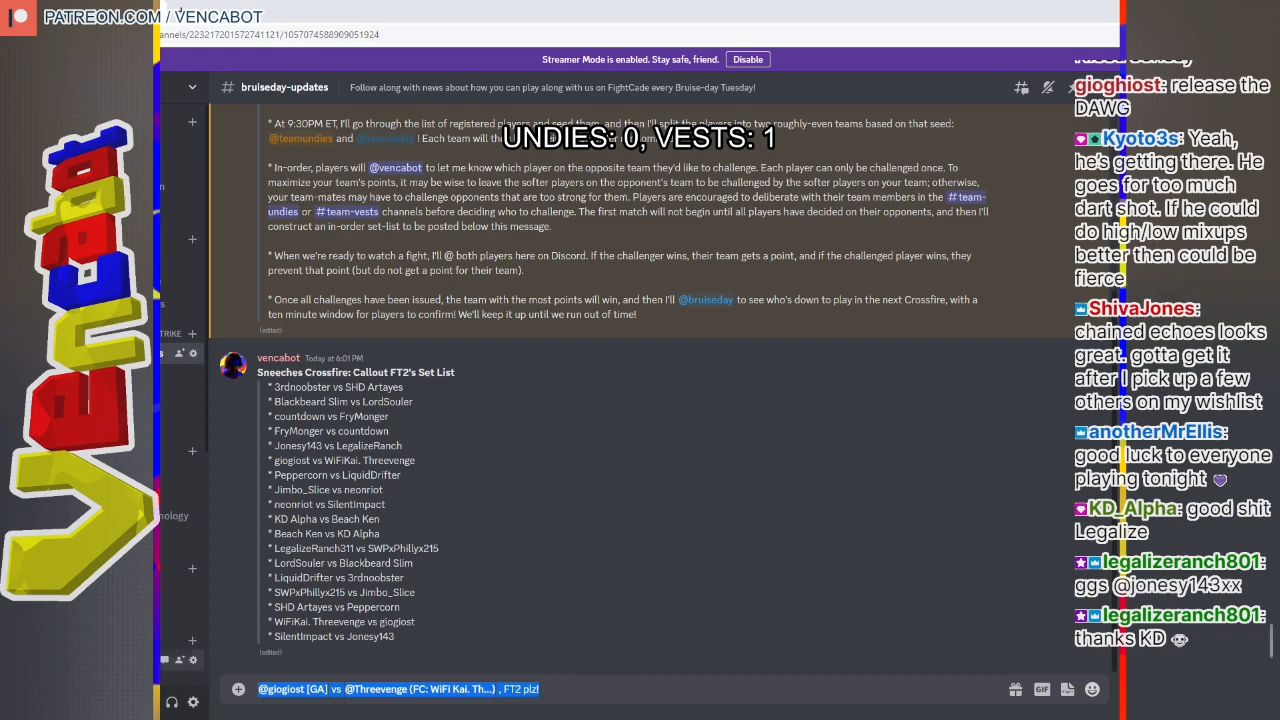 PATREON.COM / VENCABOT
annels/223217201572741121/1057074588909051924
Streamer Mode is enabled. Stay safe, friend. Disable
# bruiseday-updates Follow along with news about how you can play along with us on FightCade every Bruise-day Tuesday!
UNDIES: 0, VESTS: 1
* At 9:30PM ET, I'll go through the list of registered players and seed them, and then I'll split the players into two roughly-even teams based on that seed:
@teamundies and @teamvests ! Each team will
* In-order, players will @vencabot to let me know which player on the opposite team they'd like to challenge. Each player can only be challenged once. To
maximize your team's points, it may be wise to leave the softer players on the opponent's team to be challenged by the softer players on your team; otherwise,
your team-mates may have to challenge opponents that are too strong for them. Players are encouraged to deliberate with their team members in the # team-
undies or # team-vests channels before deciding who to challenge. The first match will not begin until all players have decided on their opponents, and then I'll
construct an in-order set-list to be posted below this message.
* When we're ready to watch a fight, I'll @ both players here on Discord. If the challenger wins, their team gets a point, and if the challenged player wins, they
prevent that point (but do not get a point for their team).
* Once all challenges have been issued, the team with the most points will win, and then I'll @bruiseday to see who's down to play in the next Crossfire, with a
ten minute window for players to confirm! We'll keep it up until we run out of time!
(edited)
TRIKE
s
nology
vencabot Today at 6:01 PM
Sneeches Crossfire: Callout FT2's Set List
* 3rdnoobster vs SHD Artayes
* Blackbeard Slim vs LordSouler
* countdown vs FryMonger
* FryMonger vs countdown
* Jonesy143 vs LegalizeRanch
* giogiost vs WiFiKai. Threevenge
* Peppercorn vs LiquidDrifter
* Jimbo_Slice vs neonriot
* neonriot vs SilentImpact
* KD Alpha vs Beach Ken
* Beach Ken vs KD Alpha
* LegalizeRanch311 vs SWPxPhillyx215
* LordSouler vs Blackbeard Slim
* LiquidDrifter vs 3rdnoobster
* SWPxPhillyx215 vs Jimbo_Slice
* SHD Artayes vs Peppercorn
* WiFiKai. Threevenge vs giogiost
* SilentImpact vs Jonesy143
(edited)
@giogiost [GA] vs @Threevenge (FC: WiFi Kai. Th...) , FT2 plz!
GIF
Vencabot
gioghiost: release the
DAWG
Kyoto3s: Yeah,
he's getting there. He
goes for too much
dart shot. If he could
do high/low mixups
better then could be
fierce
ShivaJones:
chained echoes looks
great. gotta get it
after I pick up a few
others on my wishlist
anotherMrEllis:
good luck to everyone
playing tonight
KD_Alpha: good shit
Legalize
legalizeranch801:
ggs @jonesy143xx
legalizeranch801:
thanks KD